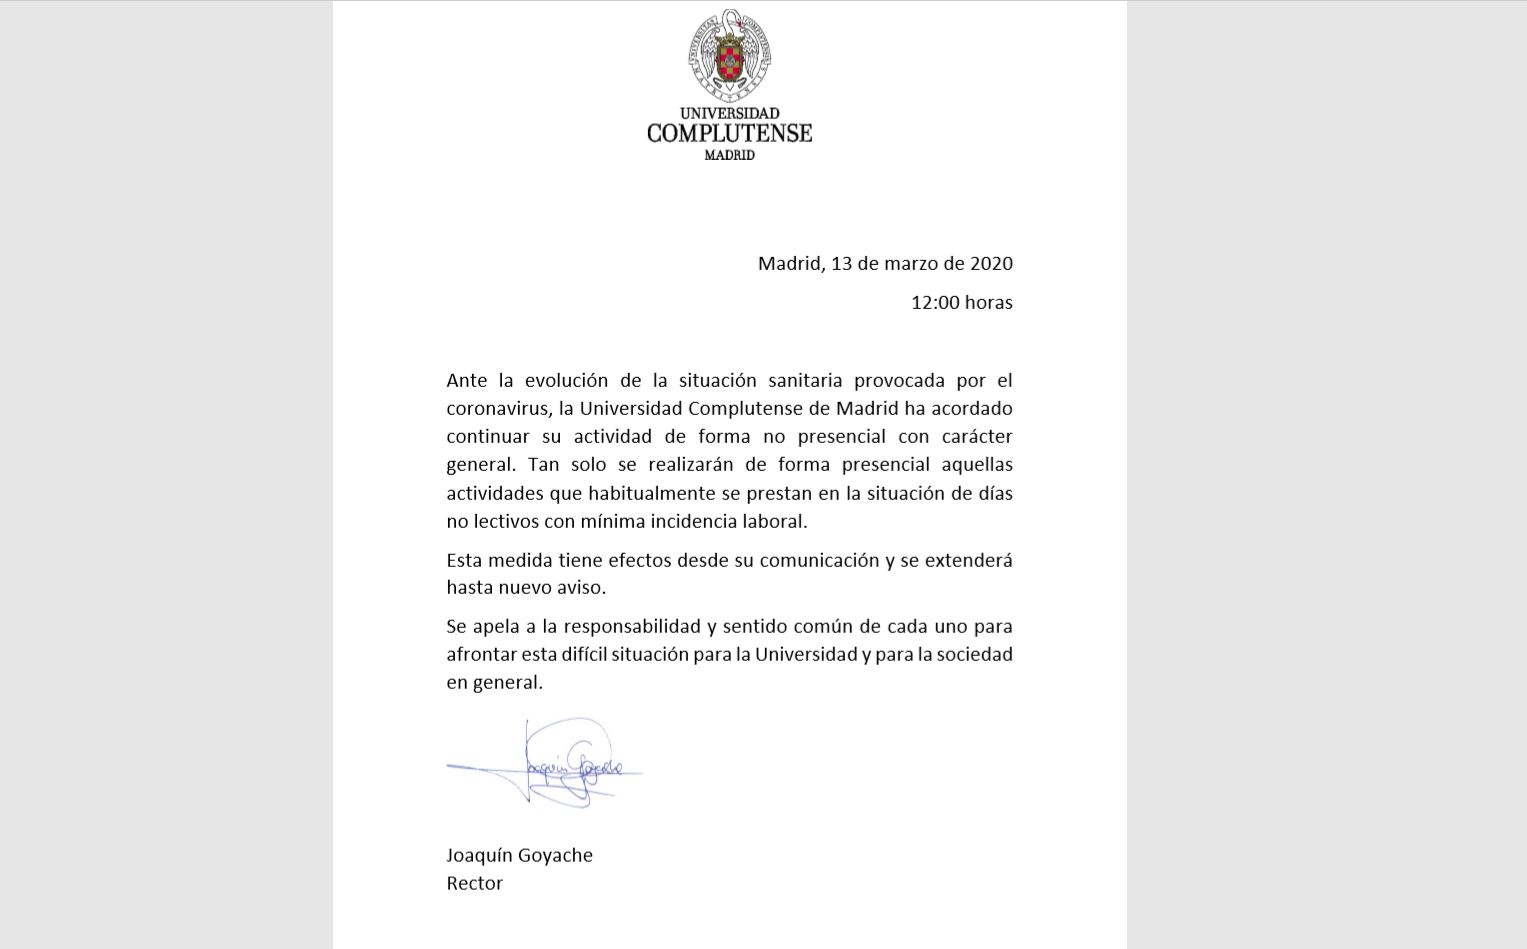 UNIVERSIDAD
COMPLUTENSE
MADRID
Madrid, 13 de marzo de 2020
12:00 horas
Ante la evolución de la situación sanitaria provocada por el
coronavirus, la Universidad Complutense de Madrid ha acordado
continuar su actividad de forma no presencial con carácter
general. Tan solo se realizarán de forma presencial aquellas
actividades que habitualmente se prestan en la situación de días
no lectivos con mínima incidencia laboral.
Esta medida tiene efectos desde su comunicación y se extenderá
hasta nuevo aviso.
Se apela a la responsabilidad y sentido común de cada uno para
afrontar esta difícil situación para la Universidad y para la sociedad
en general.
Joaquín Goyache
Joaquín Goyache
Rector